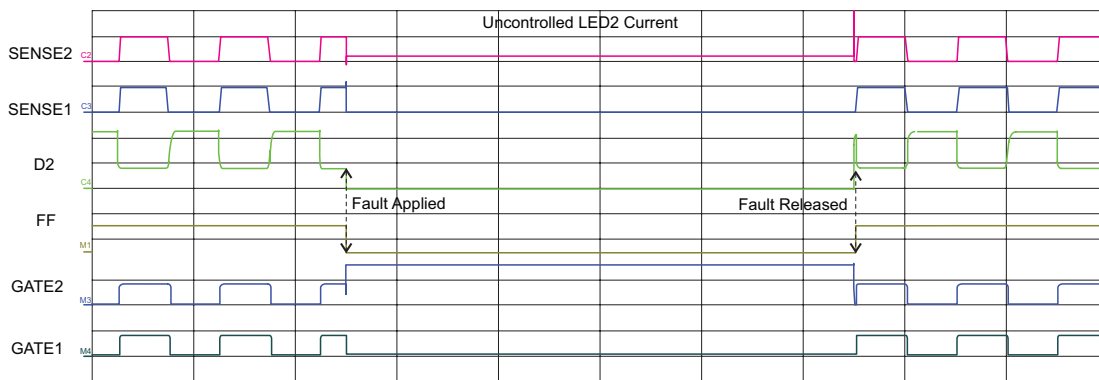 Uncontrolled LED2 Current
SENSE2 C2
SENSE1 C3
D2
C4
Fault Applied
Fault Released
FF
M1
GATE2
M3
GATE1 M4